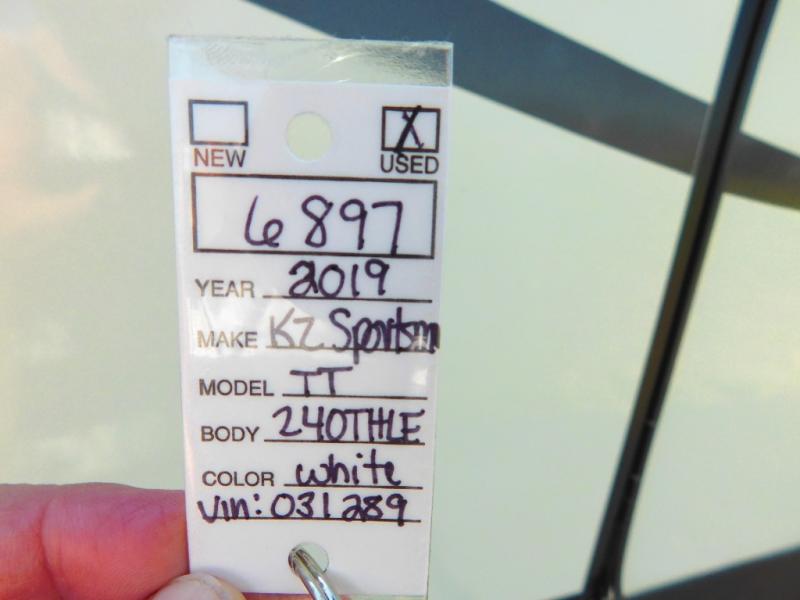 X
NEW USED
6897
YEAR 2019
MAKE KZ Sportsm
MODEL TT
BODY 240THLE
COLOR white
Vin: 031289